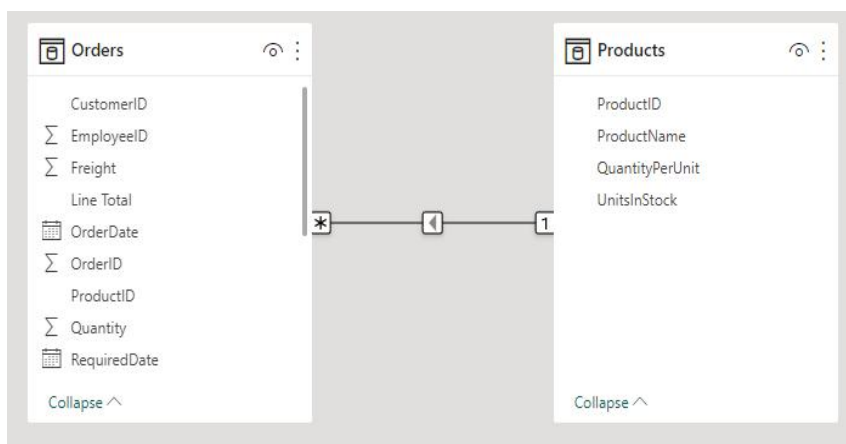 Orders
CustomerID
Σ EmployeeID
Σ Freight
Line Total
OrderDate
Σ OrderID
ProductID
Σ Quantity
RequiredDate
Collapse
* 1
Products
ProductID
ProductName
QuantityPerUnit
UnitsInStock
Collapse